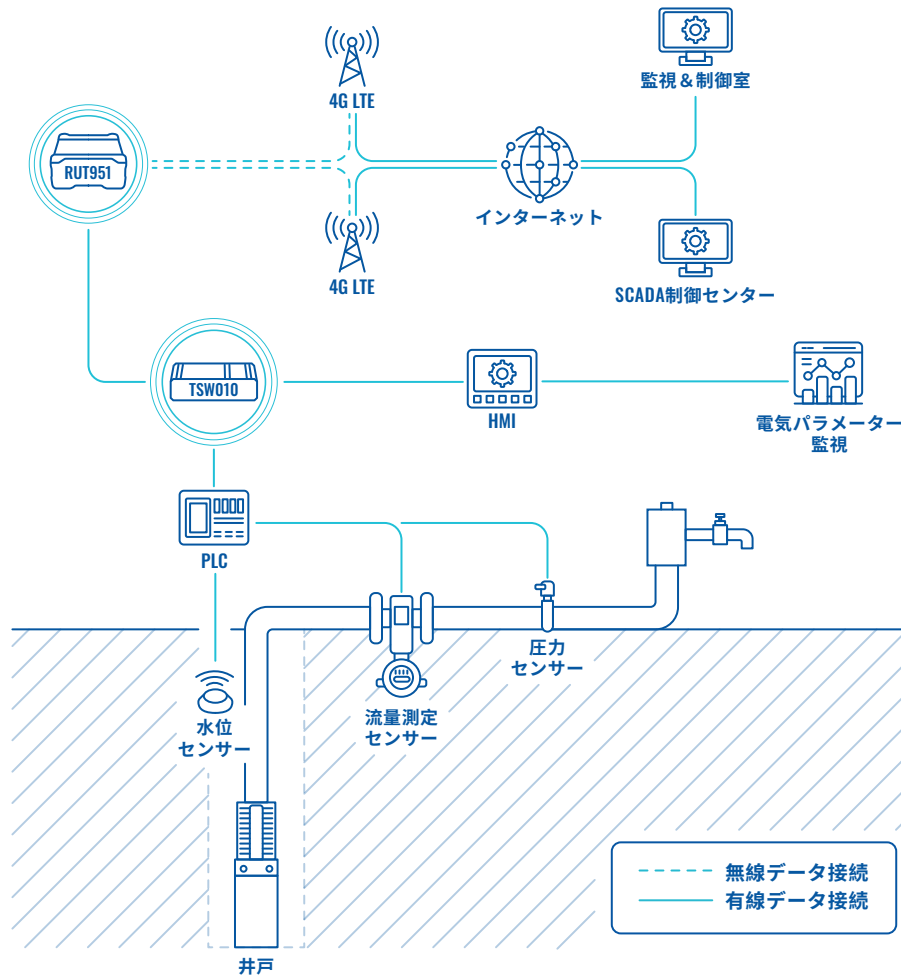 4G LTE
監視&制御室
RUT951
インターネット
4G LTE
SCADA制御センター
TSW010
HMI
電気パラメーター
監視
PLC
圧力
センサー
水位
センサー
流量測定
センサー
無線データ接続
有線データ接続
井戸